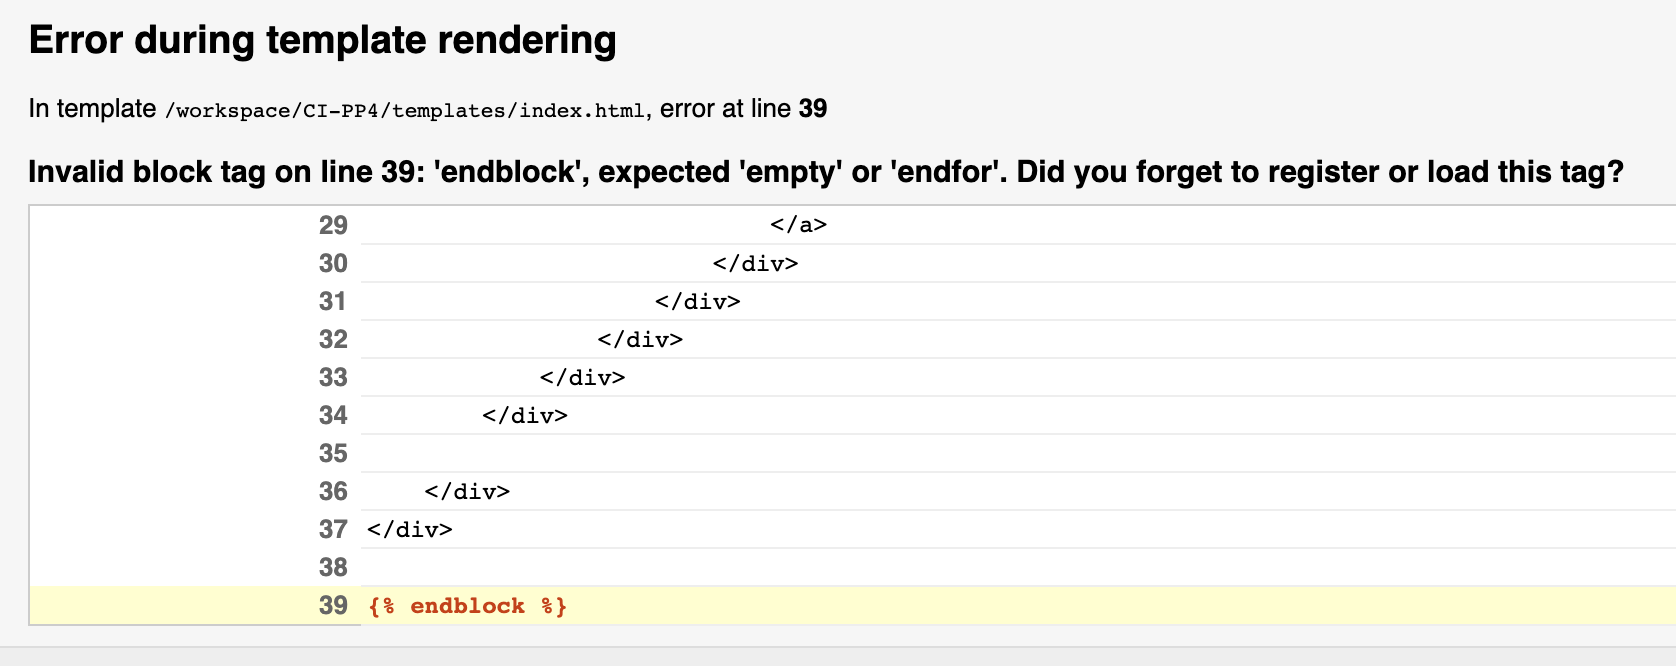 Error during template rendering
In template /workspace/CI-PP4/templates/index.html, error at line 39
Invalid block tag on line 39: 'endblock', expected 'empty' or 'endfor'. Did you forget to register or load this tag?
29 </a>
30 </div>
31 </div>
32 </div>
33 </div>
34 </div>
35
36 </div>
37 </div>
38
39 {% endblock %}